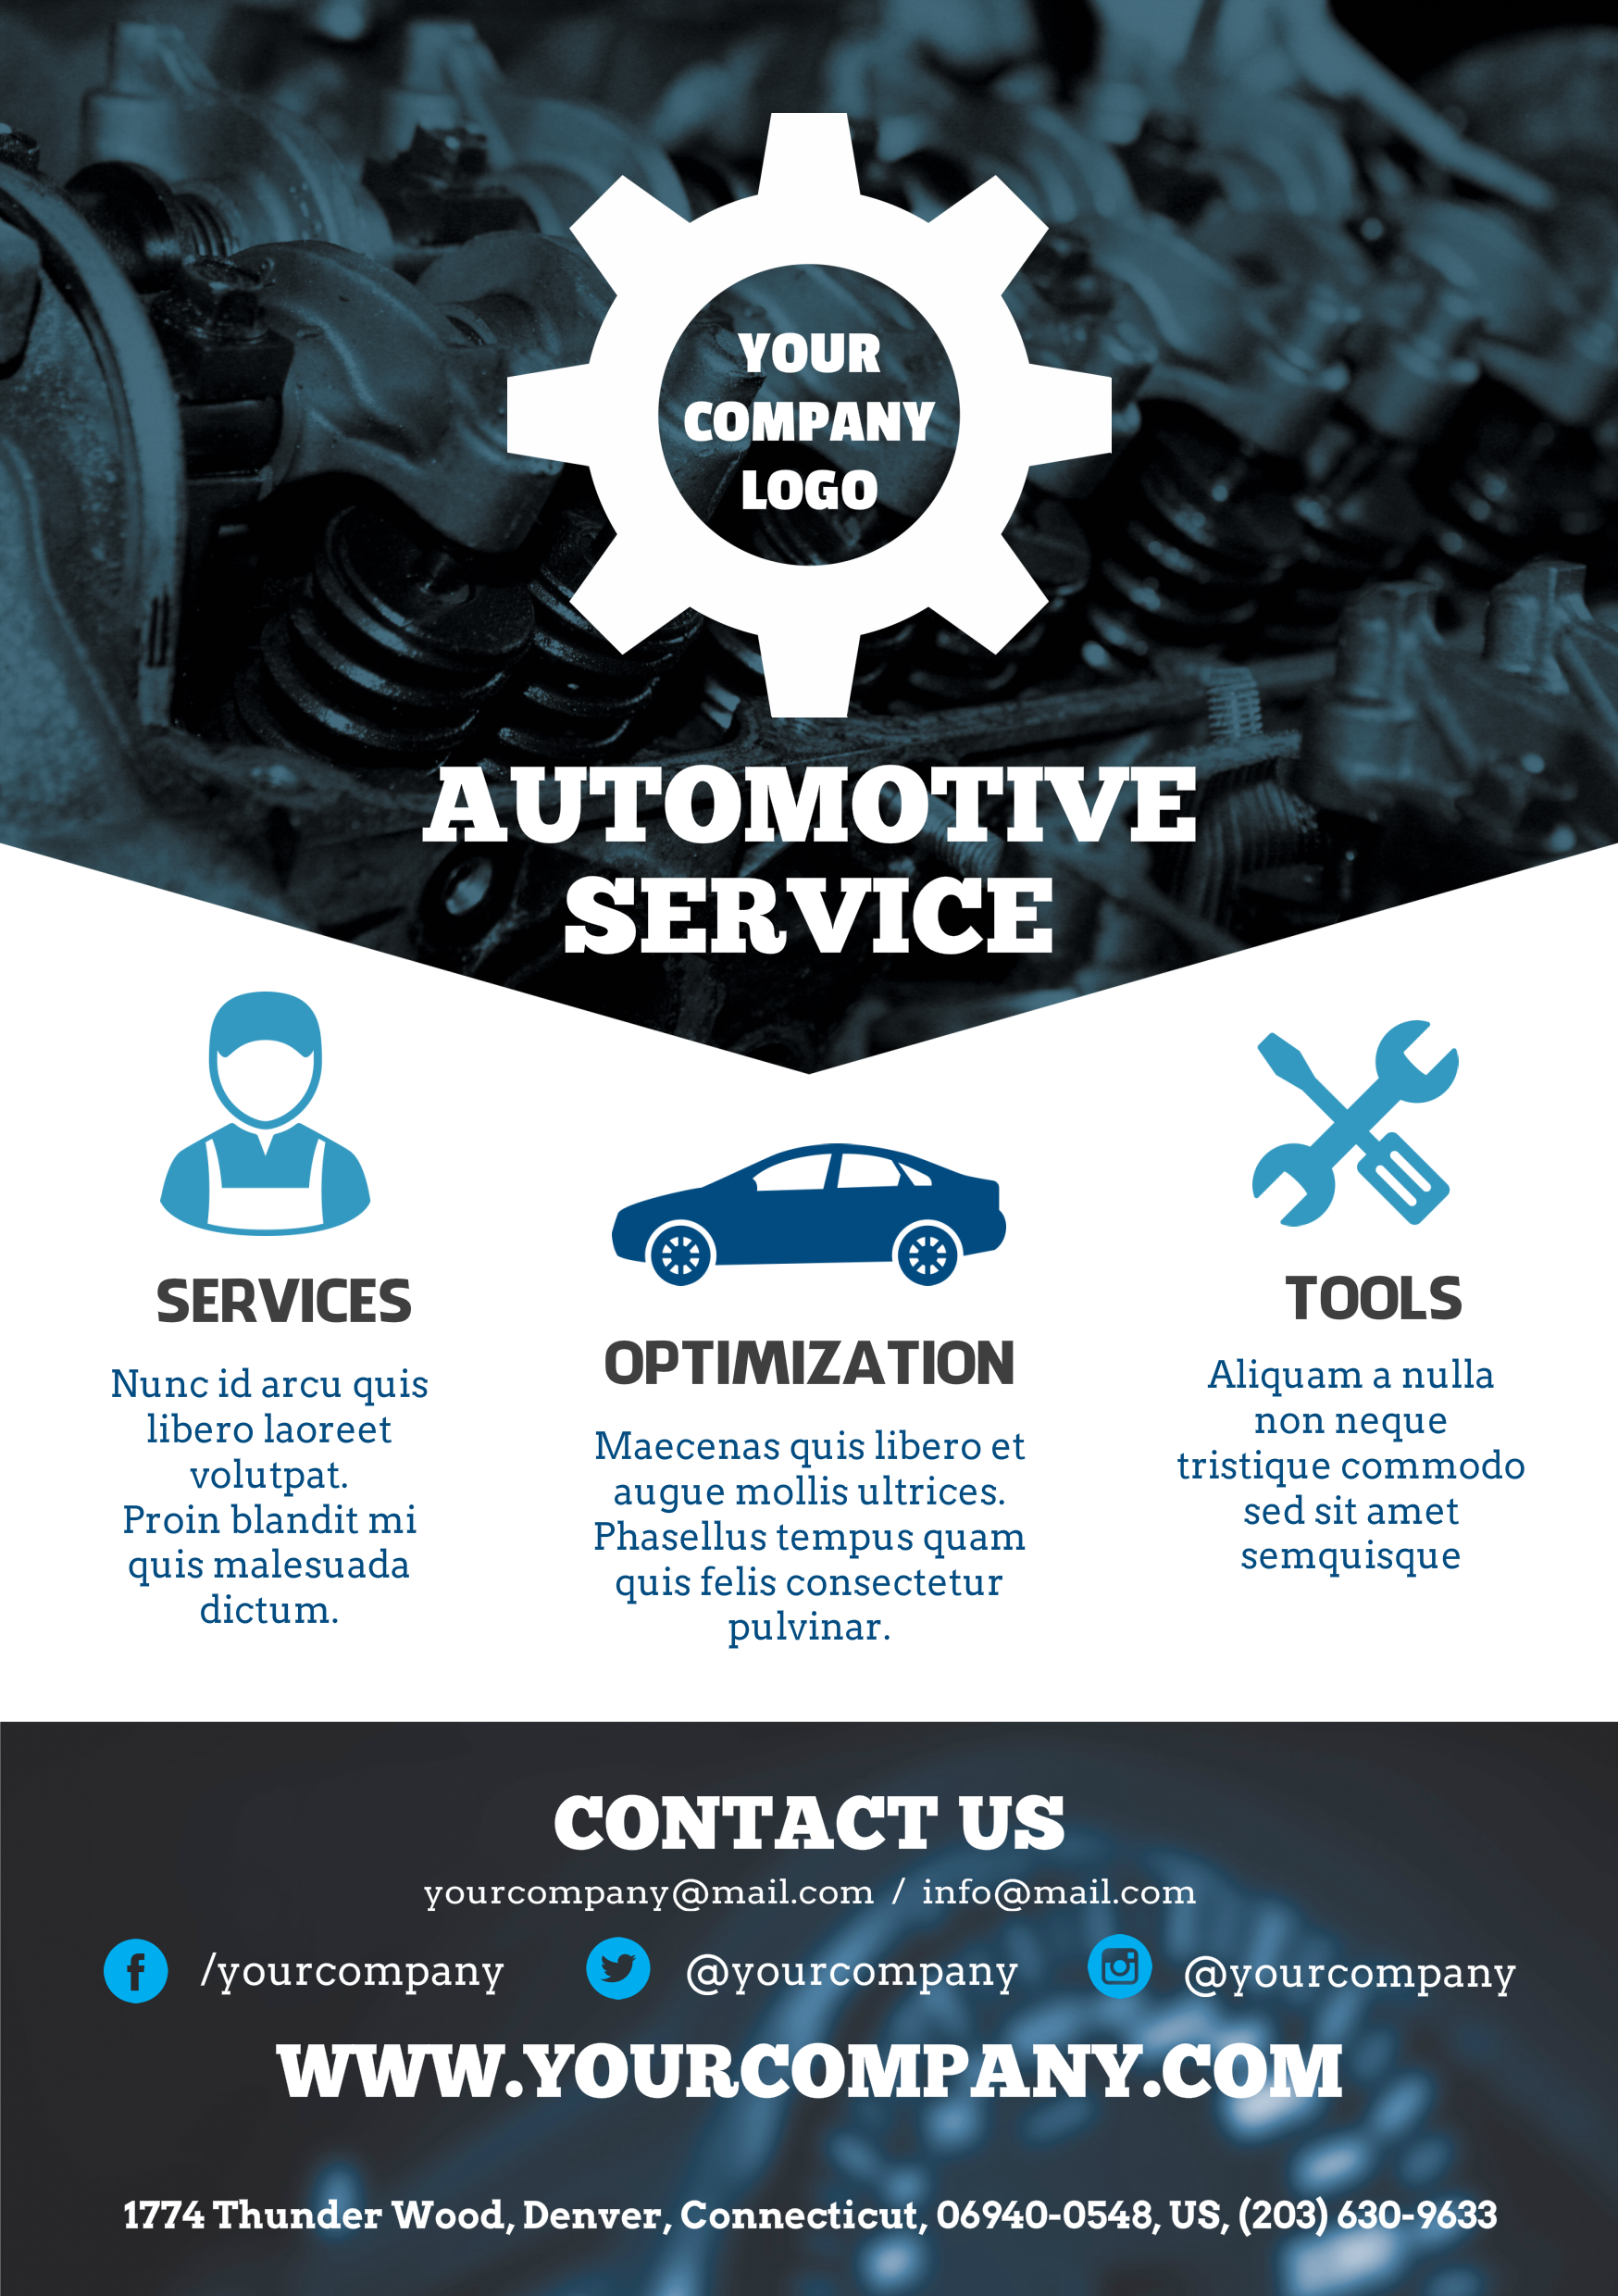 YOUR
COMPANY
LOGO
AUTOMOTIVE
SERVICE
SERVICES
Nunc id arcu quis
libero laoreet
volutpat.
Proin blandit mi
quis malesuada
dictum.
OPTIMIZATION
Maecenas quis libero et
augue mollis ultrices.
Phasellus tempus quam
quis felis consectetur
pulvinar.
TOOLS
Aliquam a nulla
non neque
tristique commodo
sed sit amet
semquisque
CONTACT US
yourcompany@mail.com / info@mail.com
/yourcompany @yourcompany @yourcompany
WWW.YOURCOMPANY.COM
1774 Thunder Wood, Denver, Connecticut, 06940-0548, US, (203) 630-9633